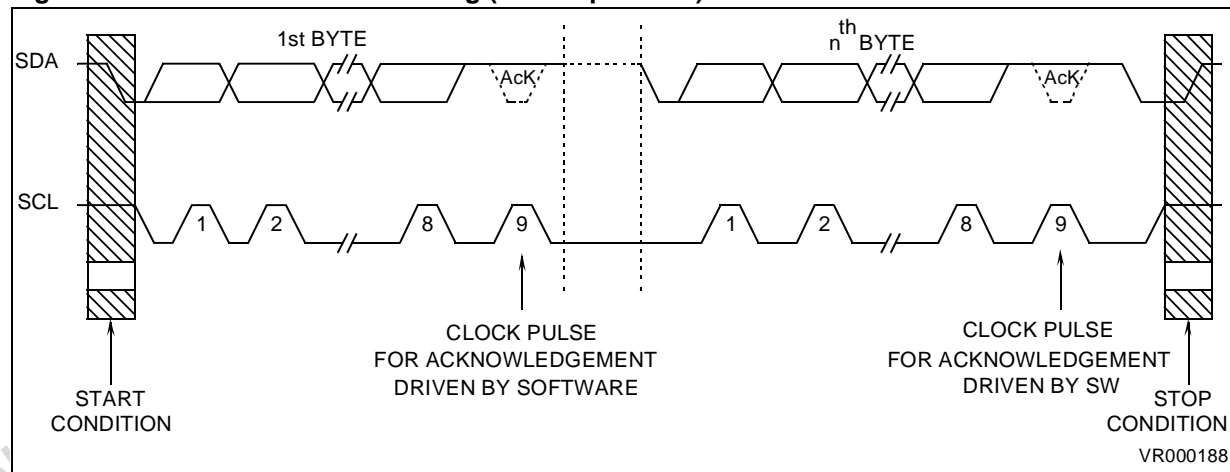 1st BYTE
nth BYTE
SDA
AcK
AcK
SCL
1
2
8
9
1
2
8
9
CLOCK PULSE
FOR ACKNOWLEDGEMENT
DRIVEN BY SOFTWARE
CLOCK PULSE
FOR ACKNOWLEDGEMENT
DRIVEN BY SW
START
CONDITION
STOP
CONDITION
VR000188